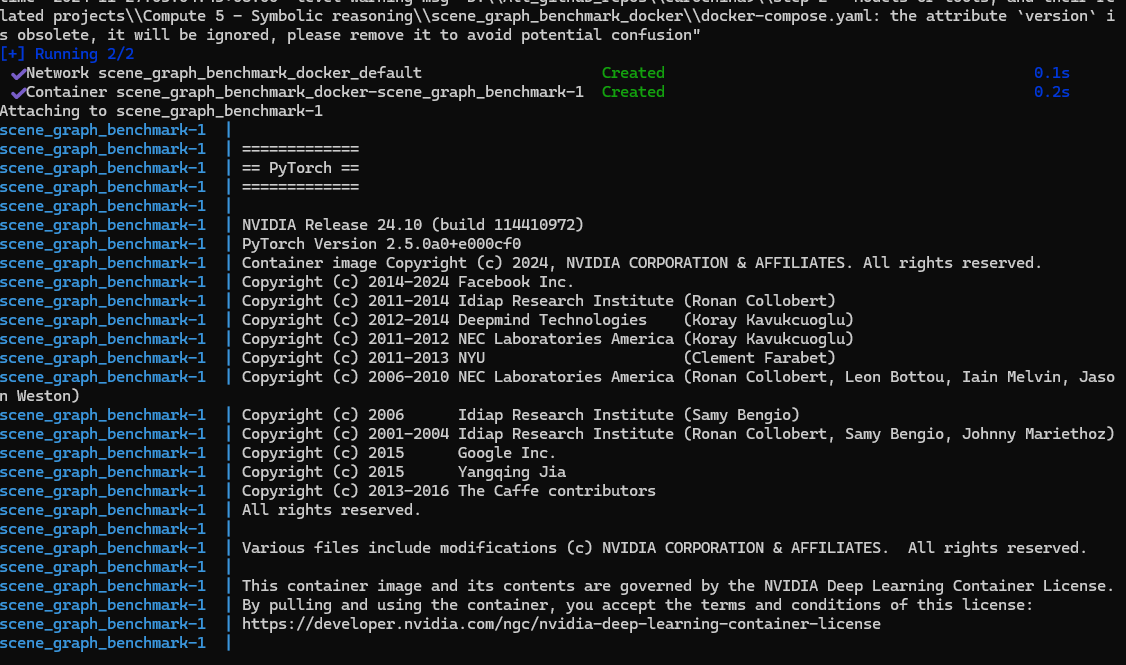 lated projects\\Compute 5 - Symbolic reasoning\\scene_graph_benchmark_docker\\docker-compose.yaml: the attribute `version` i
s obsolete, it will be ignored, please remove it to avoid potential confusion"
[+] Running 2/2
✔Network scene_graph_benchmark_docker_default Created 0.1s
✔Container scene_graph_benchmark_docker-scene_graph_benchmark-1 Created 0.2s
Attaching to scene_graph_benchmark-1
scene_graph_benchmark-1 |
scene_graph_benchmark-1 | =============
scene_graph_benchmark-1 | == PyTorch ==
scene_graph_benchmark-1 | =============
scene_graph_benchmark-1 |
scene_graph_benchmark-1 | NVIDIA Release 24.10 (build 114410972)
scene_graph_benchmark-1 | PyTorch Version 2.5.0a0+e000cf0
scene_graph_benchmark-1 | Container image Copyright (c) 2024, NVIDIA CORPORATION & AFFILIATES. All rights reserved.
scene_graph_benchmark-1 | Copyright (c) 2014-2024 Facebook Inc.
scene_graph_benchmark-1 | Copyright (c) 2011-2014 Idiap Research Institute (Ronan Collobert)
scene_graph_benchmark-1 | Copyright (c) 2012-2014 Deepmind Technologies (Koray Kavukcuoglu)
scene_graph_benchmark-1 | Copyright (c) 2011-2012 NEC Laboratories America (Koray Kavukcuoglu)
scene_graph_benchmark-1 | Copyright (c) 2011-2013 NYU (Clement Farabet)
scene_graph_benchmark-1 | Copyright (c) 2006-2010 NEC Laboratories America (Ronan Collobert, Leon Bottou, Iain Melvin, Jaso
n Weston)
scene_graph_benchmark-1 | Copyright (c) 2006 Idiap Research Institute (Samy Bengio)
scene_graph_benchmark-1 | Copyright (c) 2001-2004 Idiap Research Institute (Ronan Collobert, Samy Bengio, Johnny Mariethoz)
scene_graph_benchmark-1 | Copyright (c) 2015 Google Inc.
scene_graph_benchmark-1 | Copyright (c) 2015 Yangqing Jia
scene_graph_benchmark-1 | Copyright (c) 2013-2016 The Caffe contributors
scene_graph_benchmark-1 | All rights reserved.
scene_graph_benchmark-1 |
scene_graph_benchmark-1 | Various files include modifications (c) NVIDIA CORPORATION & AFFILIATES. All rights reserved.
scene_graph_benchmark-1 |
scene_graph_benchmark-1 | This container image and its contents are governed by the NVIDIA Deep Learning Container License.
scene_graph_benchmark-1 | By pulling and using the container, you accept the terms and conditions of this license:
scene_graph_benchmark-1 | https://developer.nvidia.com/ngc/nvidia-deep-learning-container-license
scene_graph_benchmark-1 |